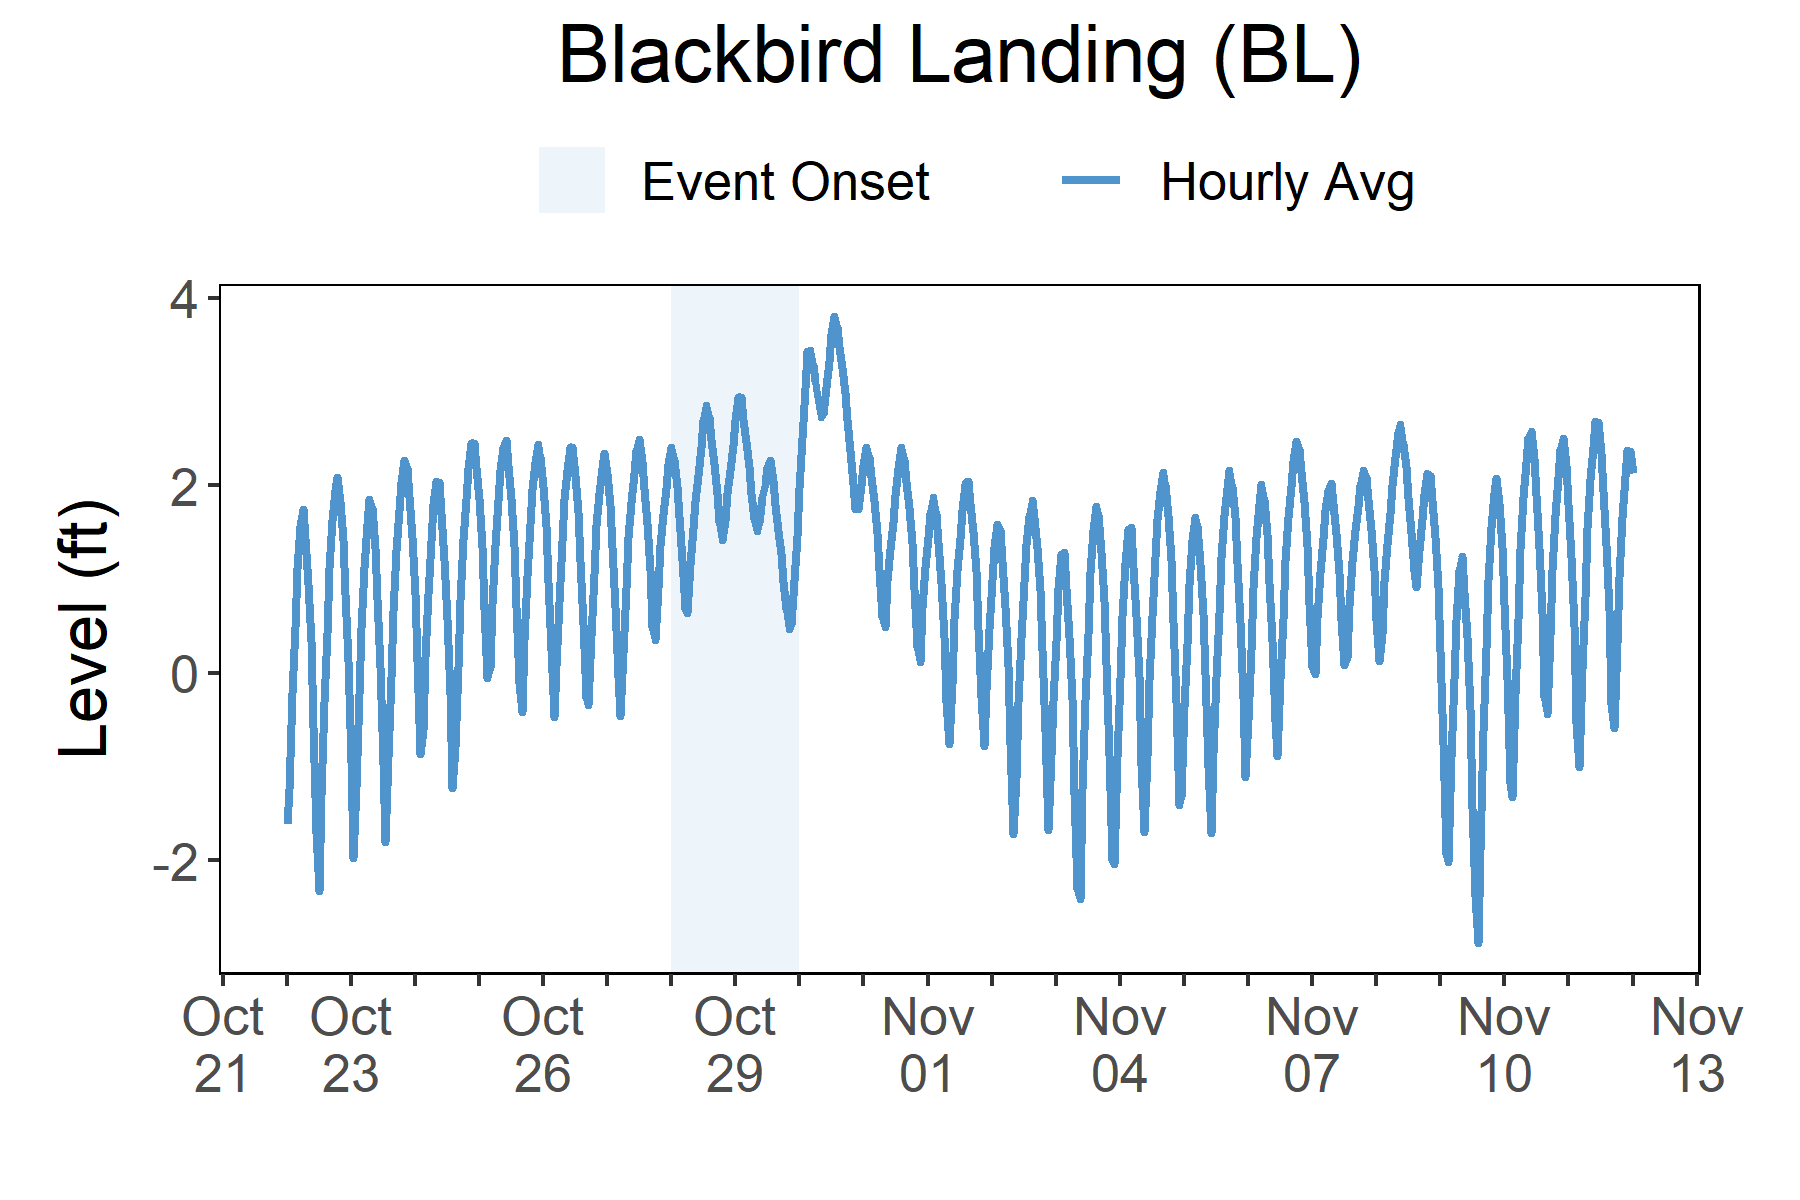 Blackbird Landing (BL)
Event Onset Hourly Avg
Level (ft)
4
2
0
-2
Oct Oct Oct Oct Nov Nov Nov Nov Nov
21 23 26 29 01 04 07 10 13